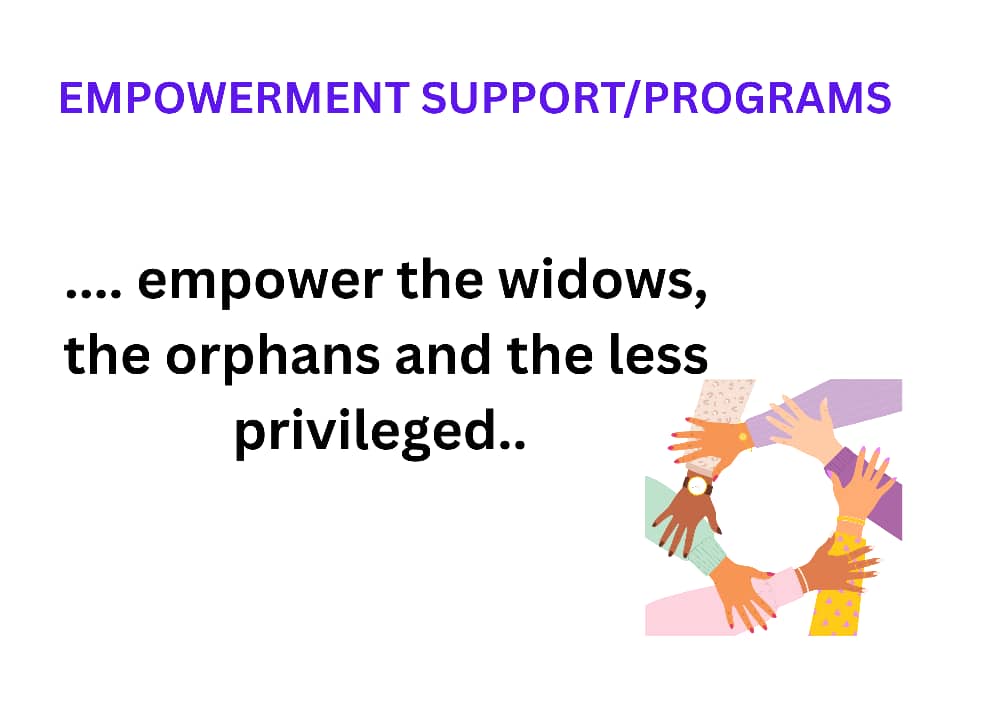 EMPOWERMENT SUPPORT/PROGRAMS
.... empower the widows,
the orphans and the less
privileged..